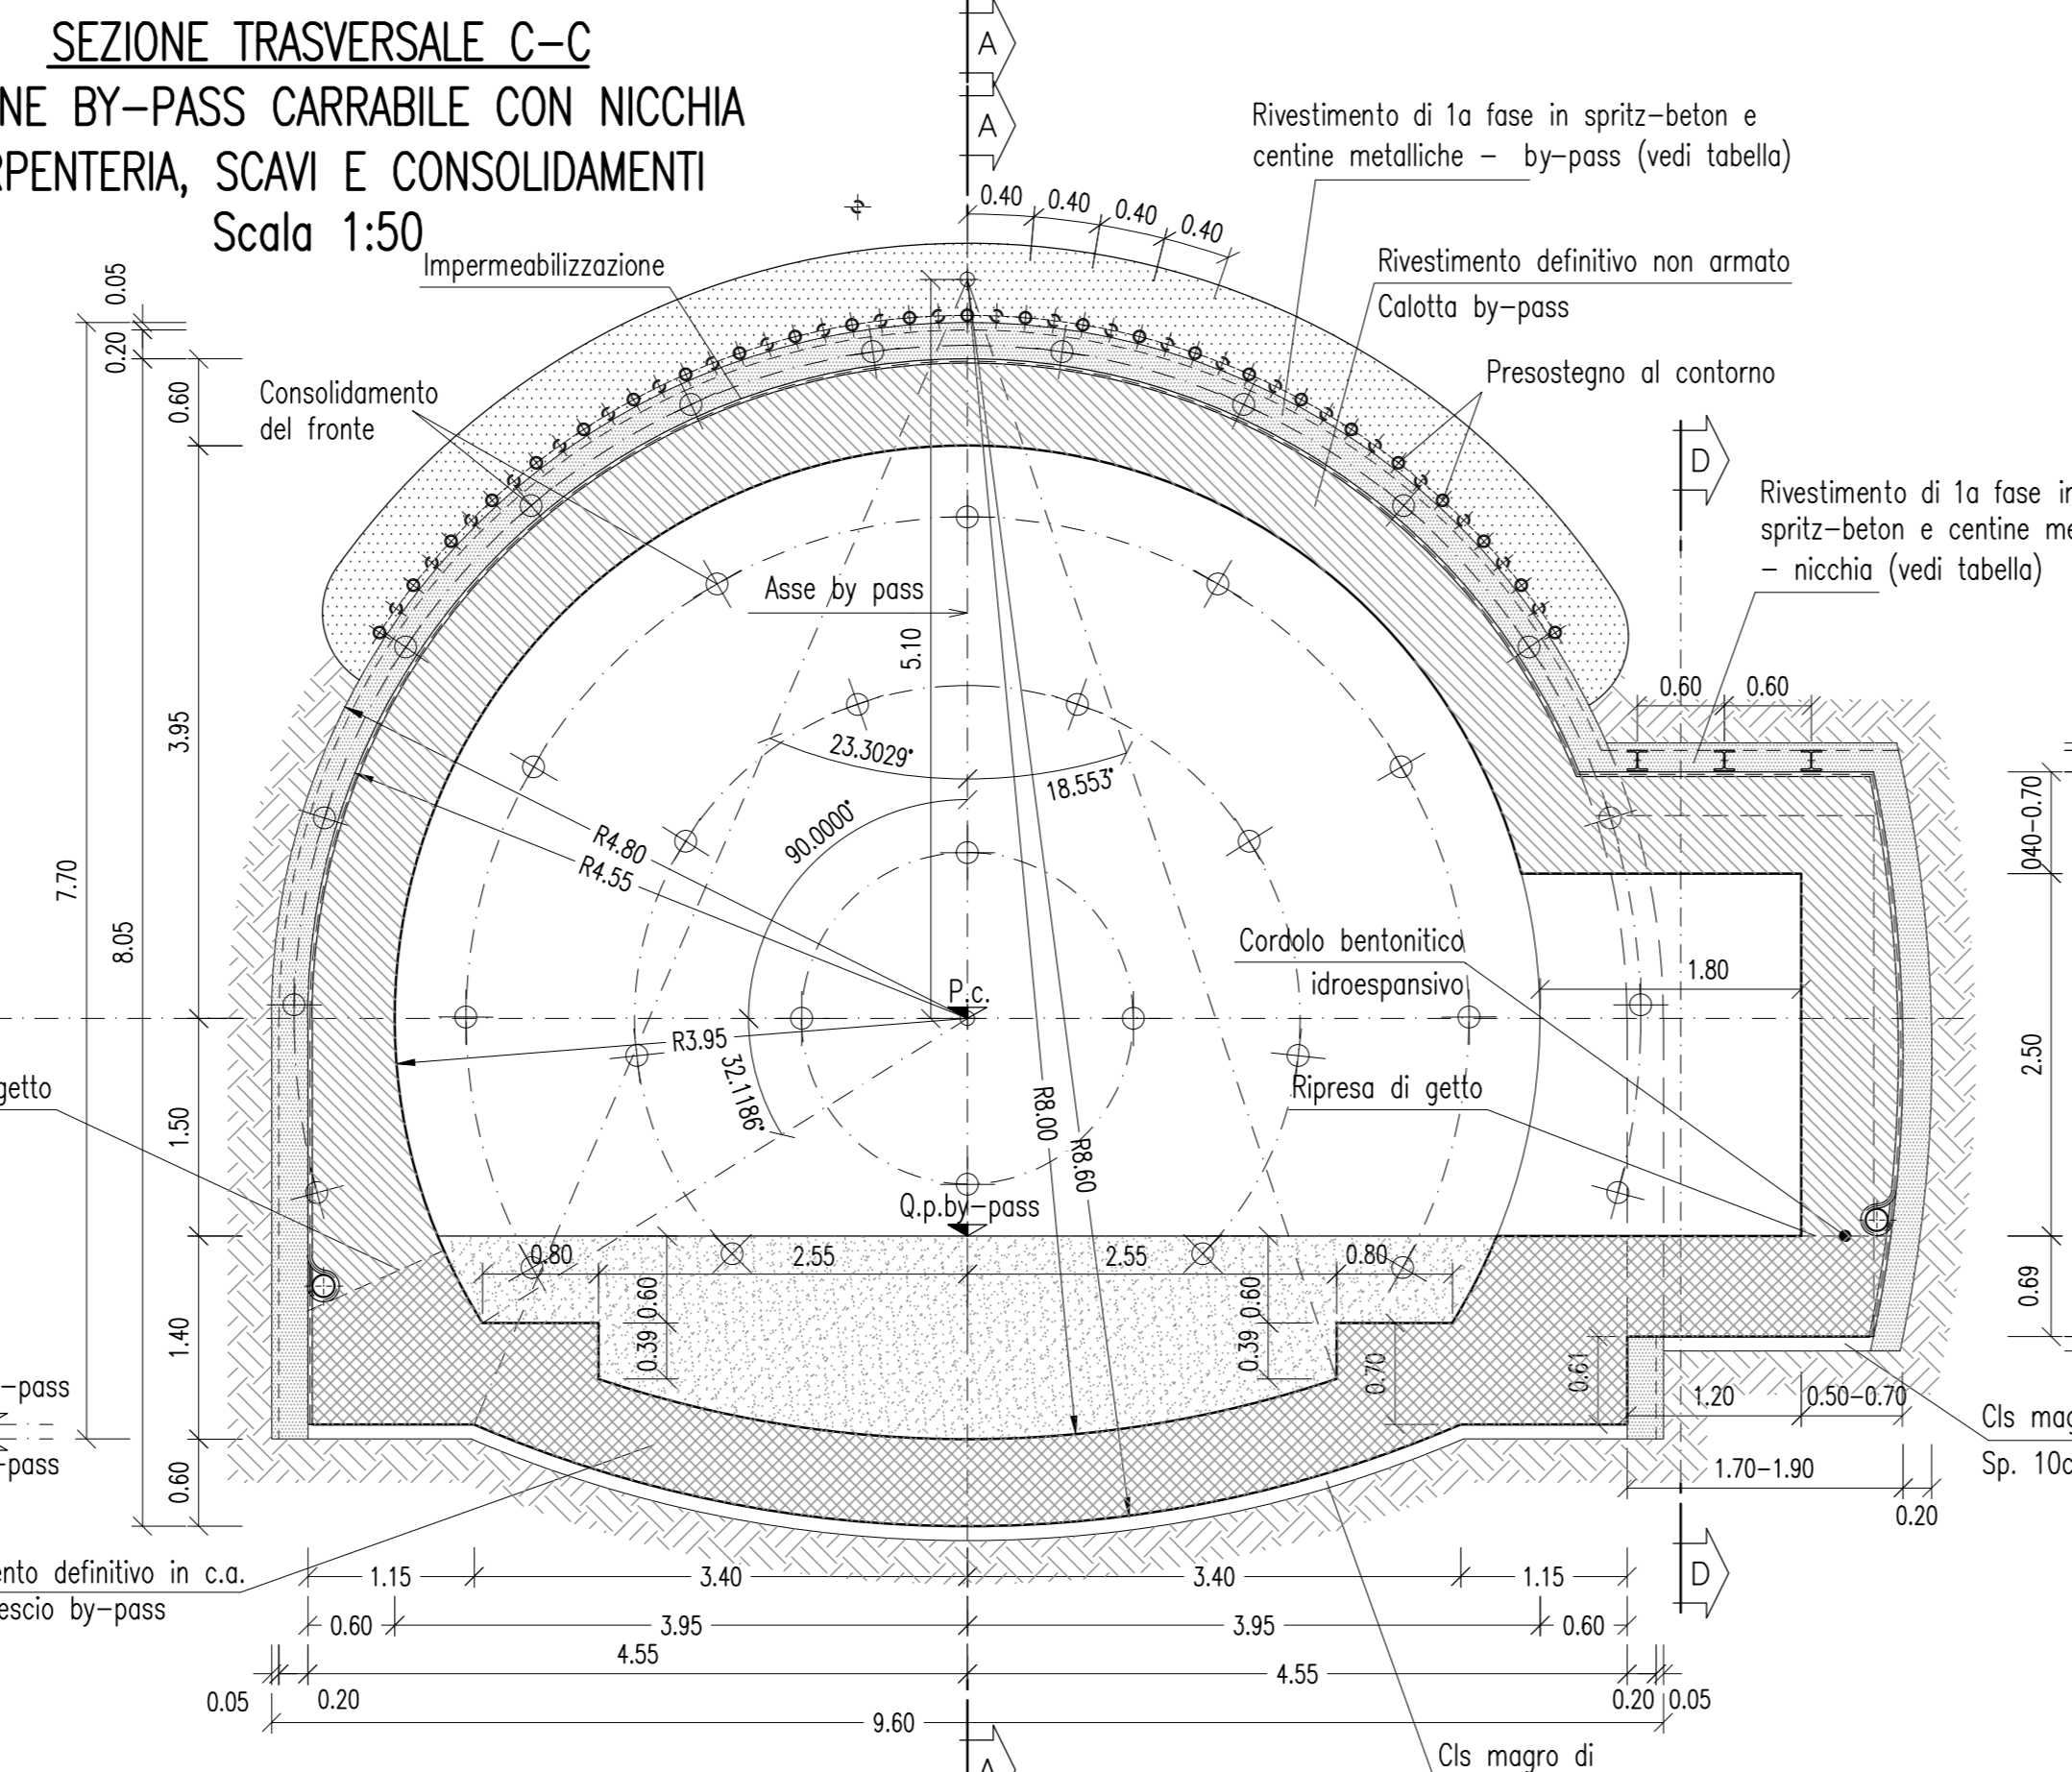 SEZIONE TRASVERSALE C-C
NE BY-PASS CARRABILE CON NICCHIA
RPENTERIA, SCAVI E CONSOLIDAMENTI
Scala 1:50
A
A
Rivestimento di 1a fase in spritz-beton e
centine metalliche - by-pass (vedi tabella)
0.40
0.40
0.40
0.40
Impermeabilizzazione
Rivestimento definitivo non armato
Calotta by-pass
0.05
0.20
0.60
Consolidamento
del fronte
Presostegno al contorno
D
Rivestimento di 1a fase in
spritz-beton e centine me
- nicchia (vedi tabella)
Asse by pass
5.10
0.60
0.60
3.95
23.3029°
18.553°
90.0000°
R4.80
R4.55
040-0.70
7.70
8.05
Cordolo bentonitico
idroespansivo
1.80
P.c.
R3.95
32.1186°
R8.00
R8.60
2.50
getto
Ripresa di getto
1.50
Q.p.by-pass
0.80
2.55
2.55
0.80
0.60
0.39
0.60
0.39
0.70
0.61
0.69
1.40
-pass
-pass
1.20
0.50-0.70
Cls mag
Sp. 10c
1.70-1.90
0.20
0.60
ento definitivo in c.a.
escio by-pass
1.15
3.40
3.40
1.15
D
0.60
3.95
3.95
0.60
4.55
4.55
0.05
0.20
0.20
0.05
9.60
Cls magro di
A